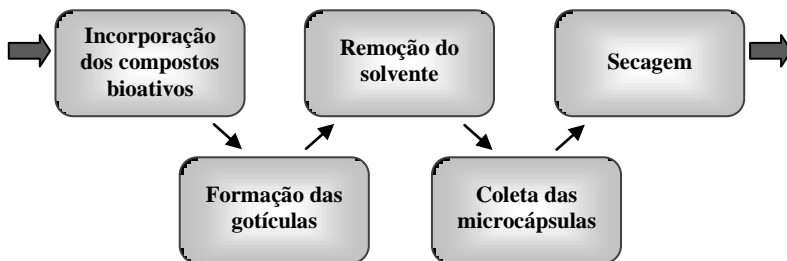 Incorporação
dos compostos
bioativos
Formação das
gotículas
Remoção do
solvente
Coleta das
microcápsulas
Secagem